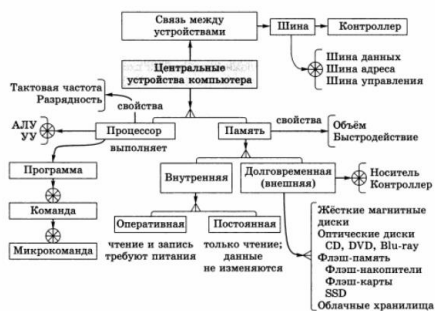 Связь между
устройствами
Шина
Контроллер
Шина данных
Шина адреса
Шина управления
Центральные
устройства компьютера
Тактовая частота
Разрядность
свойства
свойства
Объём
Быстродействие
АЛУ
УУ
Процессор
Память
выполняет
Программа
Внутренняя
Долговременная
(внешняя)
Носитель
Контроллер
Команда
Оперативная
Постоянная
Микрокоманда
чтение и запись
требуют питания
только чтение;
данные
не изменяются
Жёсткие магнитные
диски
Оптические диски
CD, DVD, Blu-ray
Флэш-память
Флэш-накопители
Флэш-карты
SSD
Облачные хранилища